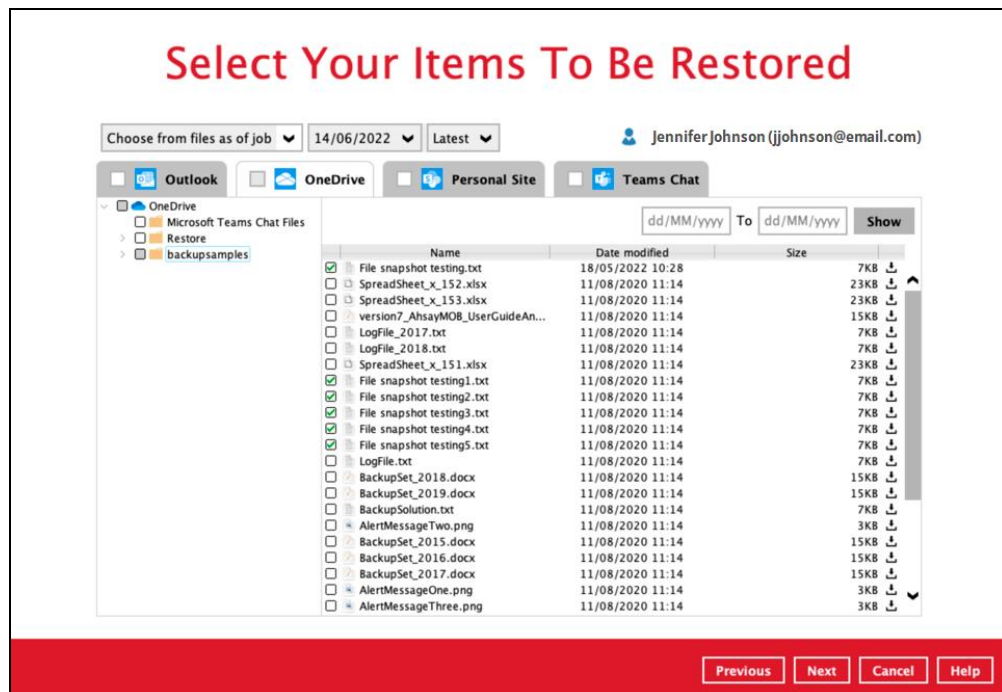 Select Your Items To Be Restored
Choose from files as of job 14/06/2022 Latest Jennifer Johnson (jjohnson@email.com)
Outlook OneDrive Personal Site Teams Chat
OneDrive
Microsoft Teams Chat Files
Restore
backupsamples
dd/MM/yyyy To dd/MM/yyyy Show
Name Date modified Size
File snapshot testing.txt 18/05/2022 10:28 7KB
SpreadSheet_x_152.xlsx 11/08/2020 11:14 23KB
SpreadSheet_x_153.xlsx 11/08/2020 11:14 23KB
version7_AhsayMOB_UserGuideAn... 11/08/2020 11:14 15KB
LogFile_2017.txt 11/08/2020 11:14 7KB
LogFile_2018.txt 11/08/2020 11:14 7KB
SpreadSheet_x_151.xlsx 11/08/2020 11:14 23KB
File snapshot testing1.txt 11/08/2020 11:14 7KB
File snapshot testing2.txt 11/08/2020 11:14 7KB
File snapshot testing3.txt 11/08/2020 11:14 7KB
File snapshot testing4.txt 11/08/2020 11:14 7KB
File snapshot testing5.txt 11/08/2020 11:14 7KB
LogFile.txt 11/08/2020 11:14 7KB
BackupSet_2018.docx 11/08/2020 11:14 15KB
BackupSet_2019.docx 11/08/2020 11:14 15KB
BackupSolution.txt 11/08/2020 11:14 7KB
AlertMessageTwo.png 11/08/2020 11:14 3KB
BackupSet_2015.docx 11/08/2020 11:14 15KB
BackupSet_2016.docx 11/08/2020 11:14 15KB
BackupSet_2017.docx 11/08/2020 11:14 15KB
AlertMessageOne.png 11/08/2020 11:14 3KB
AlertMessageThree.png 11/08/2020 11:14 3KB
Previous Next Cancel Help